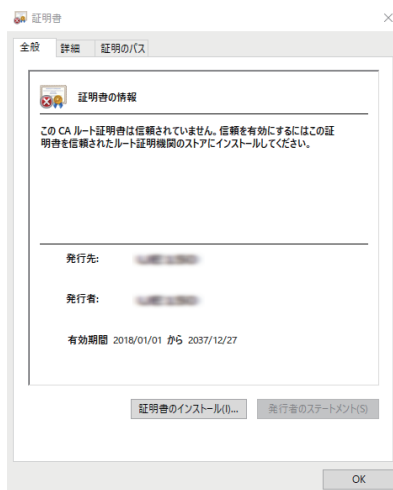 証明書
全般 詳細 証明のパス
証明書の情報
この CA ルート証明書は信頼されていません。信頼を有効にするにはこの証
明書を信頼されたルート証明機関のストアにインストールしてください。
発行先:
発行者:
有効期間 2018/01/01 から 2037/12/27
証明書のインストール(I)... 発行者のステートメント(S)
OK